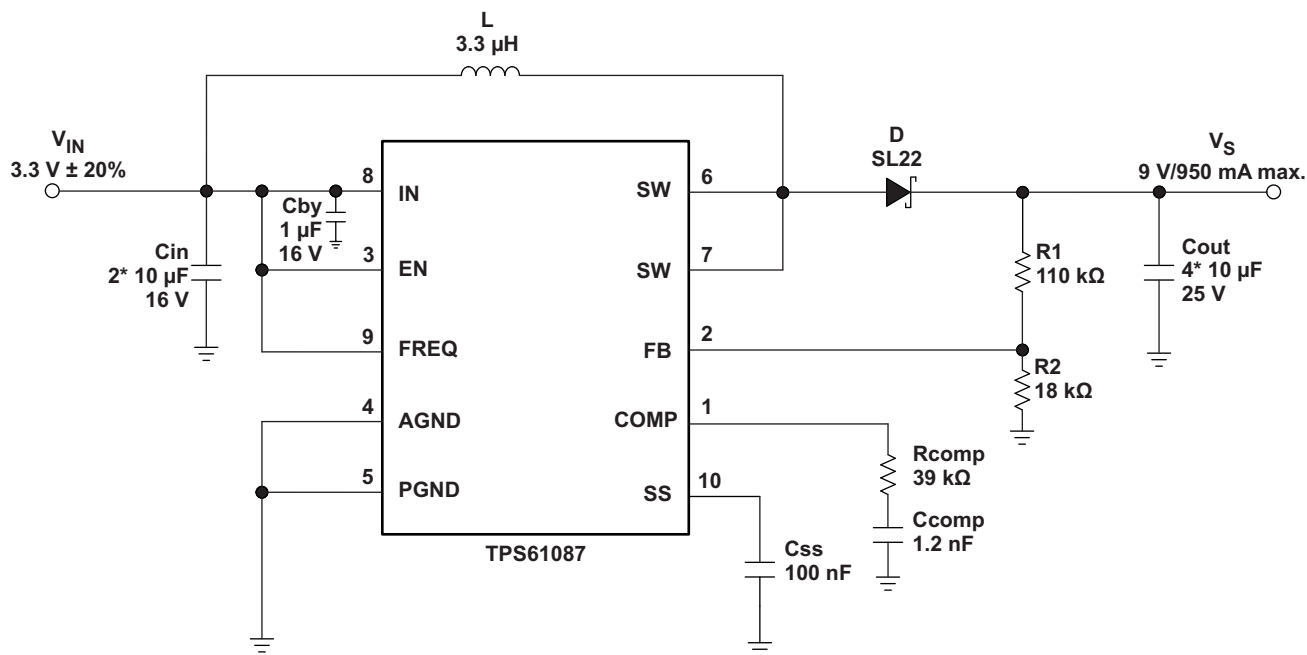 L
3.3 µH
VIN
3.3 V ± 20%
D
SL22
VS
9 V/950 mA max.
8
IN
SW
6
Cby
1 µF
16 V
Cin
2* 10 µF
16 V
3
EN
SW
7
R1
110 kΩ
Cout
4* 10 µF
25 V
9
FREQ
FB
2
R2
18 kΩ
4
AGND
COMP
1
Rcomp
39 kΩ
5
PGND
SS
10
Ccomp
1.2 nF
Css
100 nF
TPS61087